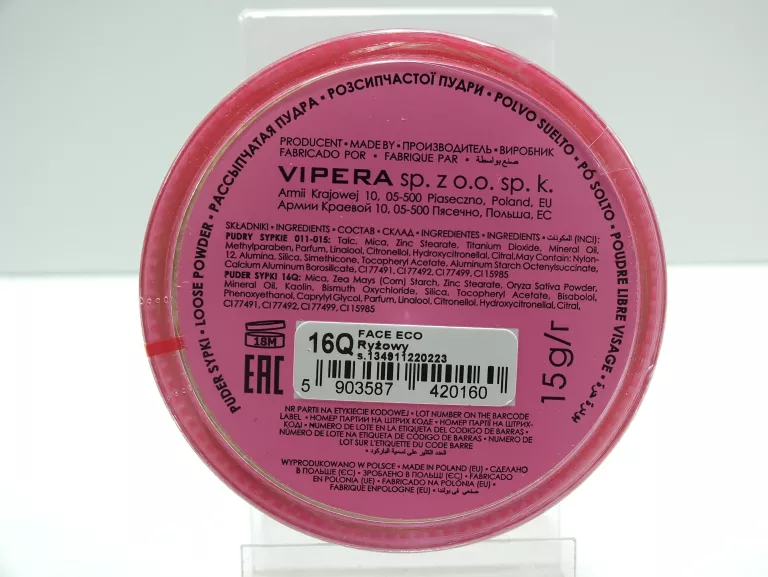 PUDER SYPKI • LOOSE POWDER • РАССЫПЧАТАЯ ПУДРА • РОЗСИПЧАСТОЇ ПУДРИ • POLVO SUELTO • PÓ SOLTO • POUDRE LIBRE VISAGE •
PRODUCENT • MADE BY • ПРОИЗВОДИТЕЛЬ • ВИРОБНИК
FABRICADO POR • FABRIQUE PAR • صنع بواسطة
VIPERA sp. z o.o. sp. k.
Armii Krajowej 10, 05-500 Piaseczno, Poland, EU
Армии Краевой 10, 05-500 Пясечно, Польша, ЕС
SKŁADNIKI • INGREDIENTS • СОСТАВ • СКЛАД • INGREDIENTES • INGREDIENTS • المكونات (INCI):
PUDRY SYPKIE 011-015: Talc, Mica, Zinc Stearate, Titanium Dioxide, Mineral Oil,
Methylparaben, Parfum, Linalool, Citronellol, Hydroxycitronellal, Citral, May Contain: Nylon-
12, Alumina, Silica, Simethicone, Tocopheryl Acetate, Aluminum Starch Octenylsuccinate,
Calcium Aluminum Borosilicate, CI 77491, CI 77492, CI 77499, CI 115985
PUDER SYPKI 16Q: Mica, Zea Mays (Corn) Starch, Zinc Stearate, Oryza Sativa Powder,
Mineral Oil, Kaolin, Bismuth Oxychloride, Silica, Tocopheryl Acetate, Bisabolol,
Phenoxyethanol, Caprylyl Glycol, Parfum, Linalool, Citronellol, Hydroxycitronellal, Citral,
CI 77491, CI 77492, CI 77499, CI 115985
18M
EAC
16Q FACE ECO
Ryżowy
s.134911220223
5 903587 420160
15g/г
NR PARTII NA ETYKIECIE KODOWEJ • LOT NUMBER ON THE BARCODE
LABEL • НОМЕР ПАРТИИ НА ШТРИХ КОДЕ • НОМЕР ПАРТІЇ НА ШТРИХ-
КОДІ • NÚMERO DE LOTE EN LA ETIQUETA DEL CÓDIGO DE BARRAS •
NÚMERO DE LOTE NA ETIQUETA DE CÓDIGO DE BARRAS • NUMERO DE
LOT SUR L'ETIQUETTE DU CODE BARRE
WYPRODUKOWANO W POLSCE • MADE IN POLAND (EU) • СДЕЛАНО
В ПОЛЬШЕ (ЕС) • ЗРОБЛЕНО В ПОЛЬЩІ (ЄС) • FABRICADO
EN POLONIA (UE) • FABRICADO NA POLÓNIA (EU) •
FABRIQUE ENPOLOGNE (EU) •